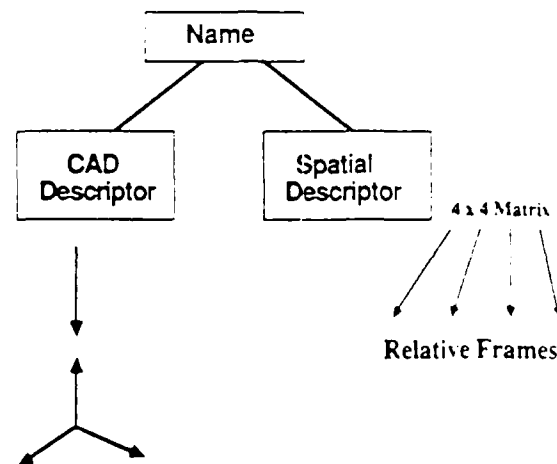 Name
CAD
Descriptor
Spatial
Descriptor
4 x 4 Matrix
Relative Frames